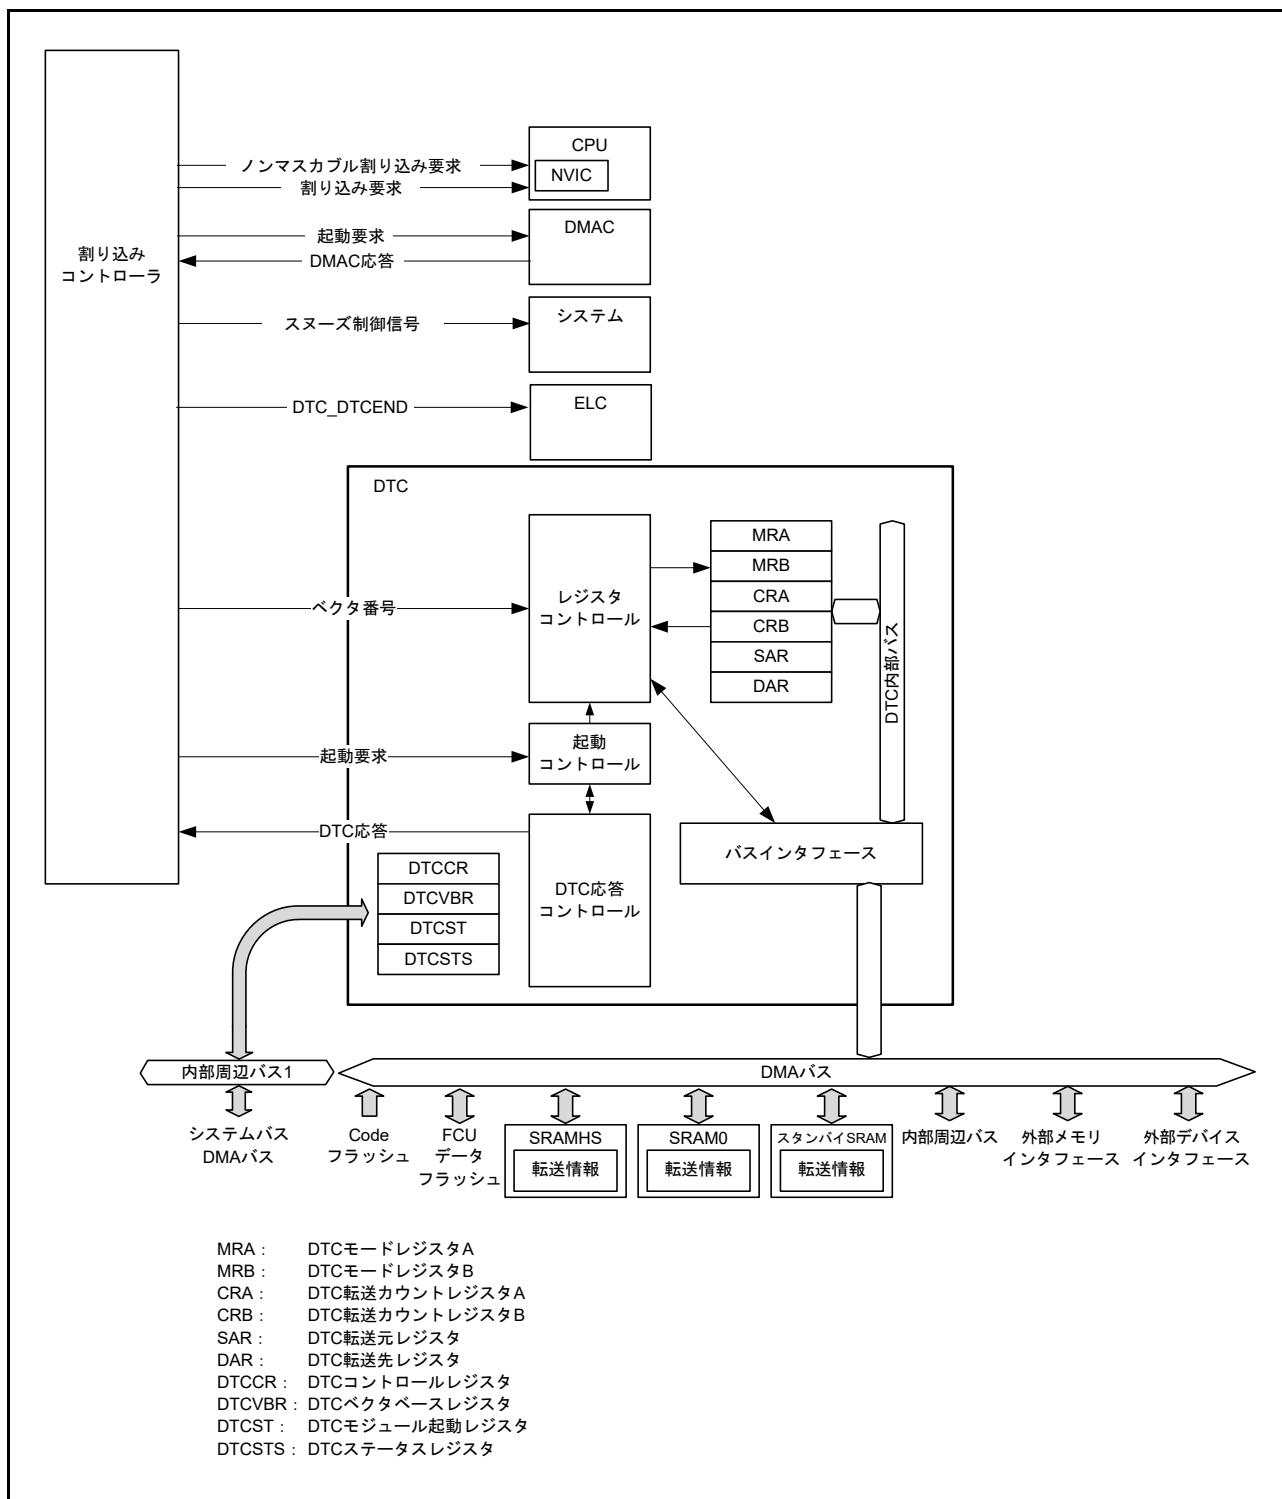 割り込み
コントローラ
ノンマスカブル割り込み要求
割り込み要求
CPU
NVIC
起動要求
DMAC応答
DMAC
スヌーズ制御信号
システム
DTC_DTCEND
ELC
DTC
ベクタ番号
レジスタ
コントロール
MRA
MRB
CRA
CRB
SAR
DAR
DTC内部バス
起動要求
起動
コントロール
DTC応答
DTC応答
コントロール
バスインタフェース
DTCCR
DTCVBR
DTCST
DTCSTS
内部周辺バス1
DMAバス
システムバス
DMAバス
Code
フラッシュ
FCU
データ
フラッシュ
SRAMHS
転送情報
SRAM0
転送情報
スタンバイSRAM
転送情報
内部周辺バス
外部メモリ
インタフェース
外部デバイス
インタフェース
MRA： DTCモードレジスタA
MRB： DTCモードレジスタB
CRA： DTC転送カウントレジスタA
CRB： DTC転送カウントレジスタB
SAR： DTC転送元レジスタ
DAR： DTC転送先レジスタ
DTCCR： DTCコントロールレジスタ
DTCVBR： DTCベクタベースレジスタ
DTCST： DTCモジュール起動レジスタ
DTCSTS： DTCステータスレジスタ